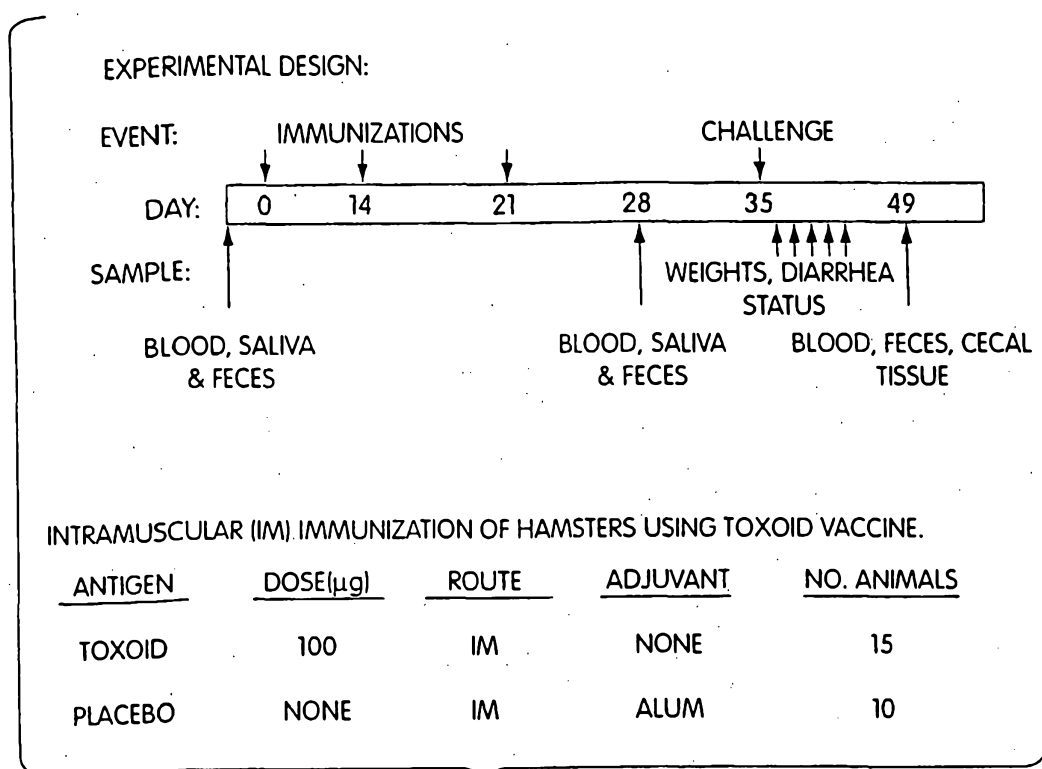 EXPERIMENTAL DESIGN:
EVENT: IMMUNIZATIONS CHALLENGE
DAY: 0 14 21 28 35 49
SAMPLE: WEIGHTS, DIARRHEA
STATUS
BLOOD, SALIVA BLOOD, SALIVA BLOOD, FECES, CECAL
& FECES & FECES TISSUE
INTRAMUSCULAR (IM) IMMUNIZATION OF HAMSTERS USING TOXOID VACCINE.
ANTIGEN DOSE(µg) ROUTE ADJUVANT NO. ANIMALS
TOXOID 100 IM NONE 15
PLACEBO NONE IM ALUM 10